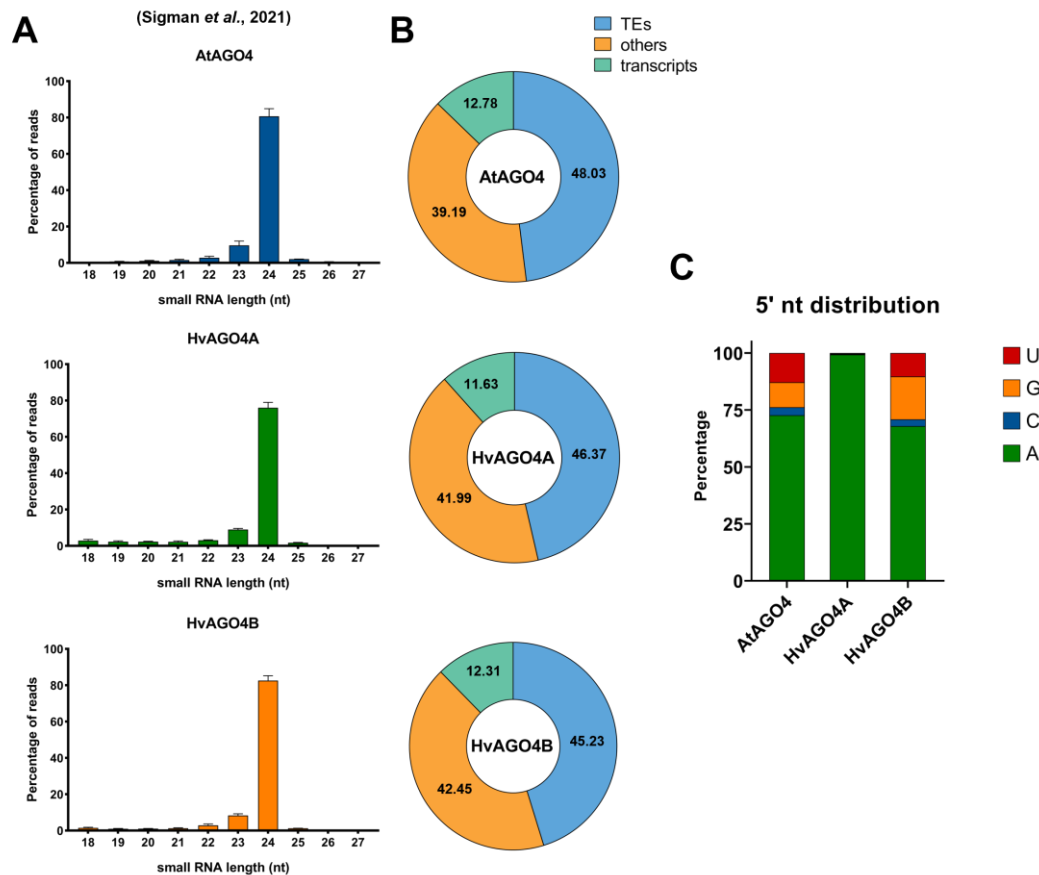 A
(Sigman et al., 2021)
AtAGO4
Percentage of reads
100
80
60
40
20
0
18 19 20 21 22 23 24 25 26 27
small RNA length (nt)
HvAGO4A
Percentage of reads
100
80
60
40
20
0
18 19 20 21 22 23 24 25 26 27
small RNA length (nt)
HvAGO4B
Percentage of reads
100
80
60
40
20
0
18 19 20 21 22 23 24 25 26 27
small RNA length (nt)
B
TEs
others
transcripts
12.78
48.03
39.19
AtAGO4
11.63
46.37
41.99
HvAGO4A
12.31
45.23
42.45
HvAGO4B
C
5' nt distribution
Percentage
100
75
50
25
0
AtAGO4 HvAGO4A HvAGO4B
U
G
C
A